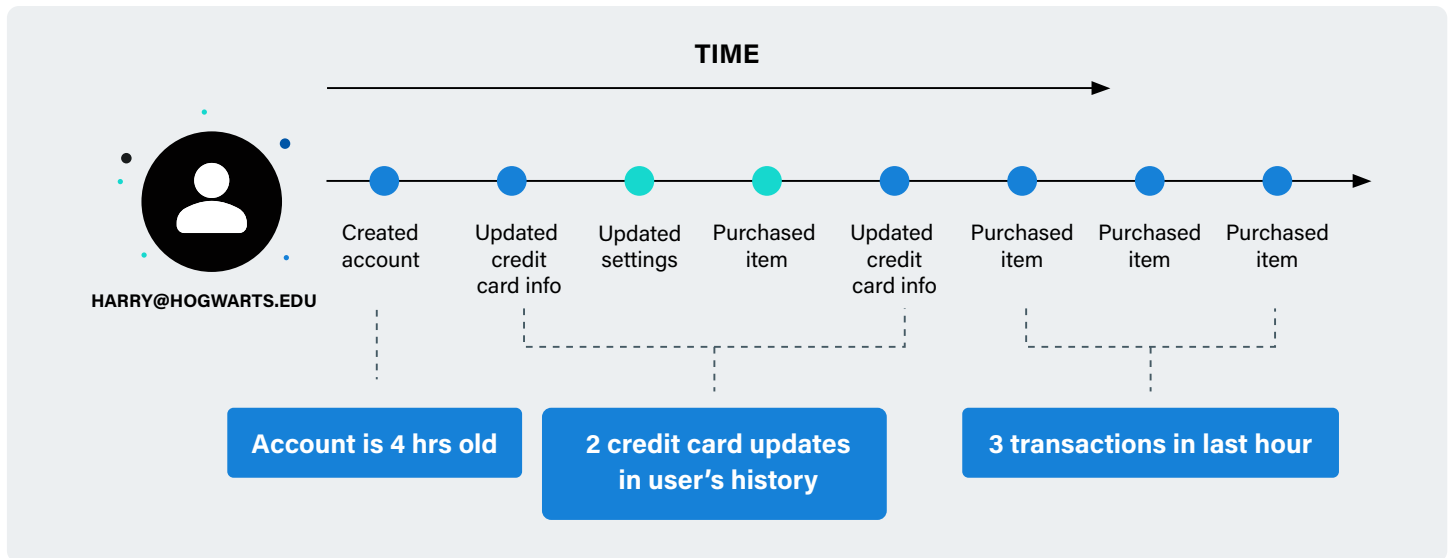 TIME
Created
account
Updated
credit
card info
Updated
settings
Purchased
item
Updated
credit
card info
Purchased
item
Purchased
item
Purchased
item
HARRY@HOGWARTS.EDU
Account is 4 hrs old
2 credit card updates
in user’s history
3 transactions in last hour